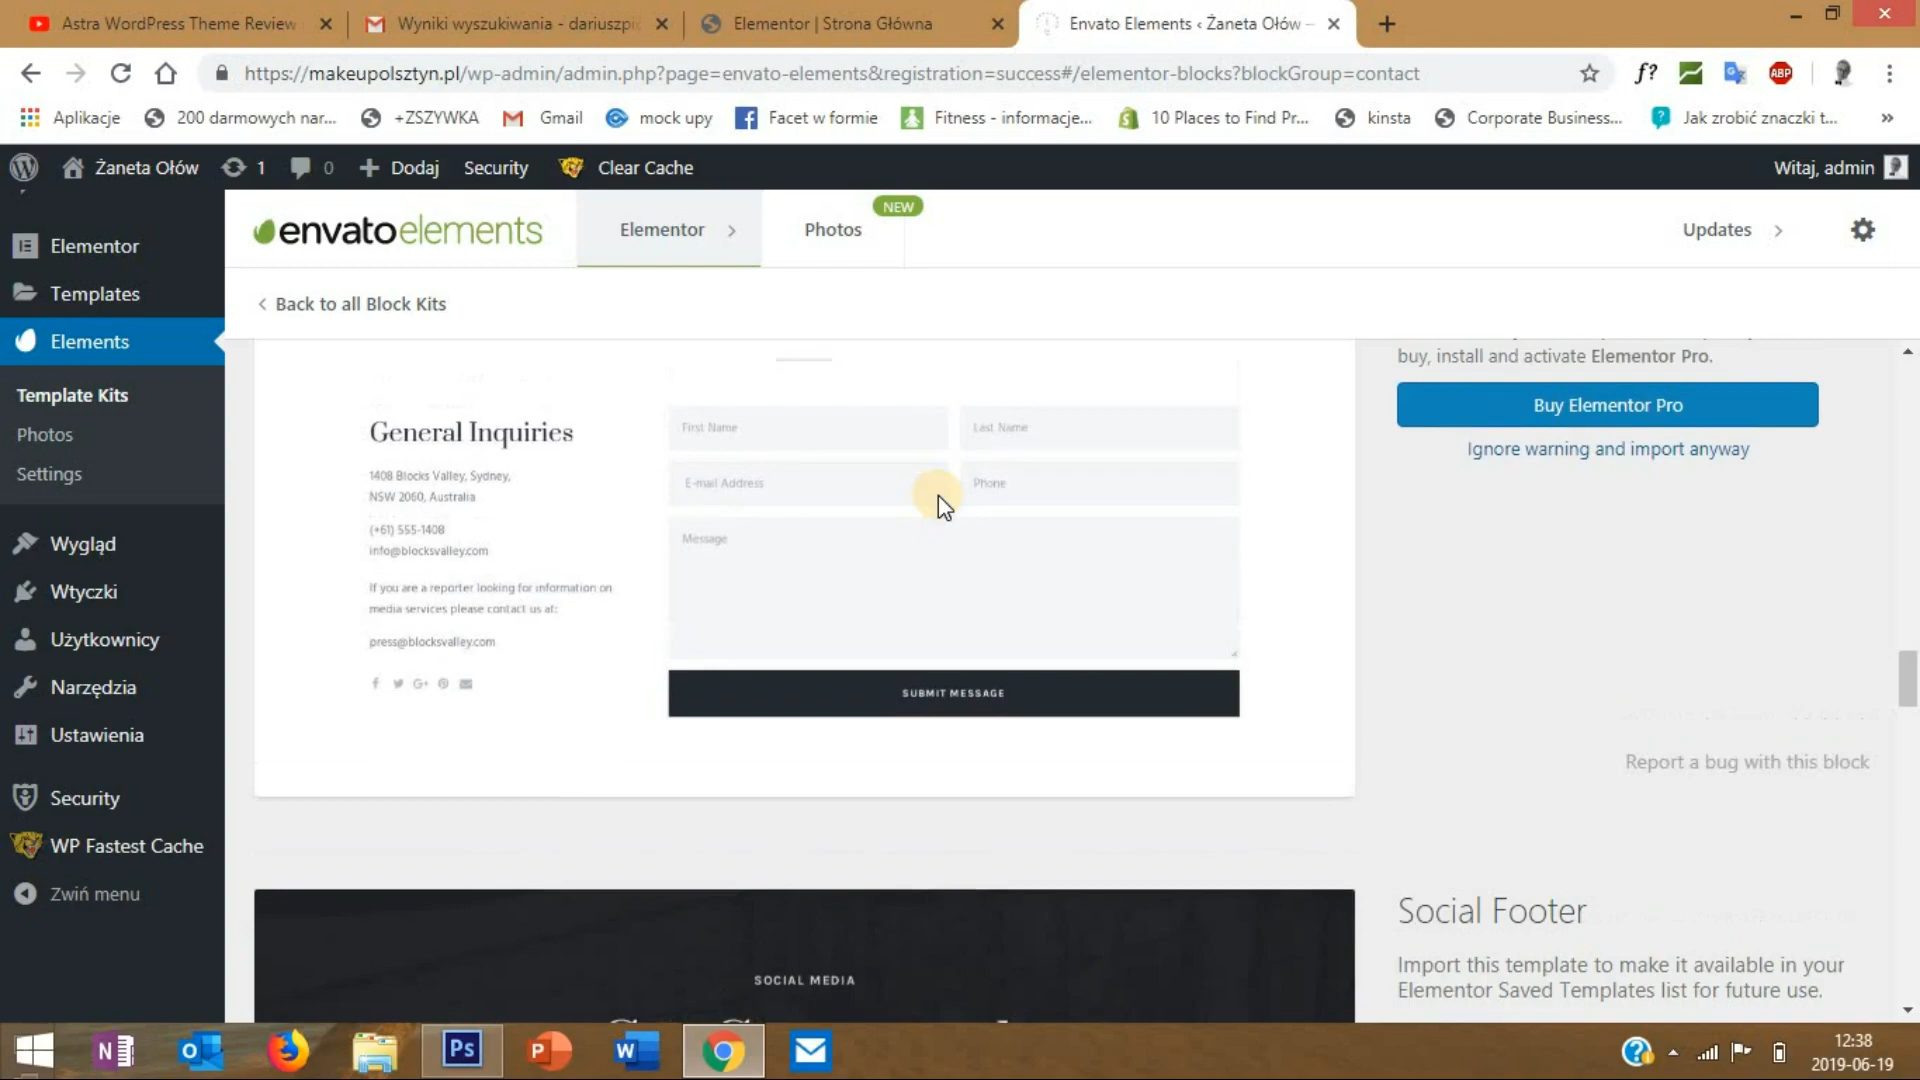 Astra WordPress Theme Review
Wyniki wyszukiwania - dariuszpi
Elementor | Strona Główna
Envato Elements ‹ Żaneta Ołów –
https://makeupolsztyn.pl/wp-admin/admin.php?page=envato-elements&registration=success#/elementor-blocks?blockGroup=contact
f?
ABP
Aplikacje
200 darmowych nar...
+ZSZYWKA
Gmail
mock upy
Facet w formie
Fitness - informacje...
10 Places to Find Pr...
kinsta
Corporate Business...
Jak zrobić znaczki t...
»
Żaneta Ołów
1
0
Dodaj
Security
Clear Cache
Witaj, admin
Elementor
Templates
Elements
Template Kits
Photos
Settings
Wygląd
Wtyczki
Użytkownicy
Narzędzia
Ustawienia
Security
WP Fastest Cache
Zwiń menu
envatoelements
Elementor
Photos
NEW
Updates
Back to all Block Kits
General Inquiries
1408 Blocks Valley, Sydney,
NSW 2060, Australia
(+61) 555-1408
info@blocksvalley.com
If you are a reporter looking for information on
media services please contact us at:
press@blocksvalley.com
First Name
Last Name
E-mail Address
Phone
Message
SUBMIT MESSAGE
buy, install and activate Elementor Pro.
Buy Elementor Pro
Ignore warning and import anyway
Report a bug with this block
SOCIAL MEDIA
Social Footer
Import this template to make it available in your
Elementor Saved Templates list for future use.
12:38
2019-06-19